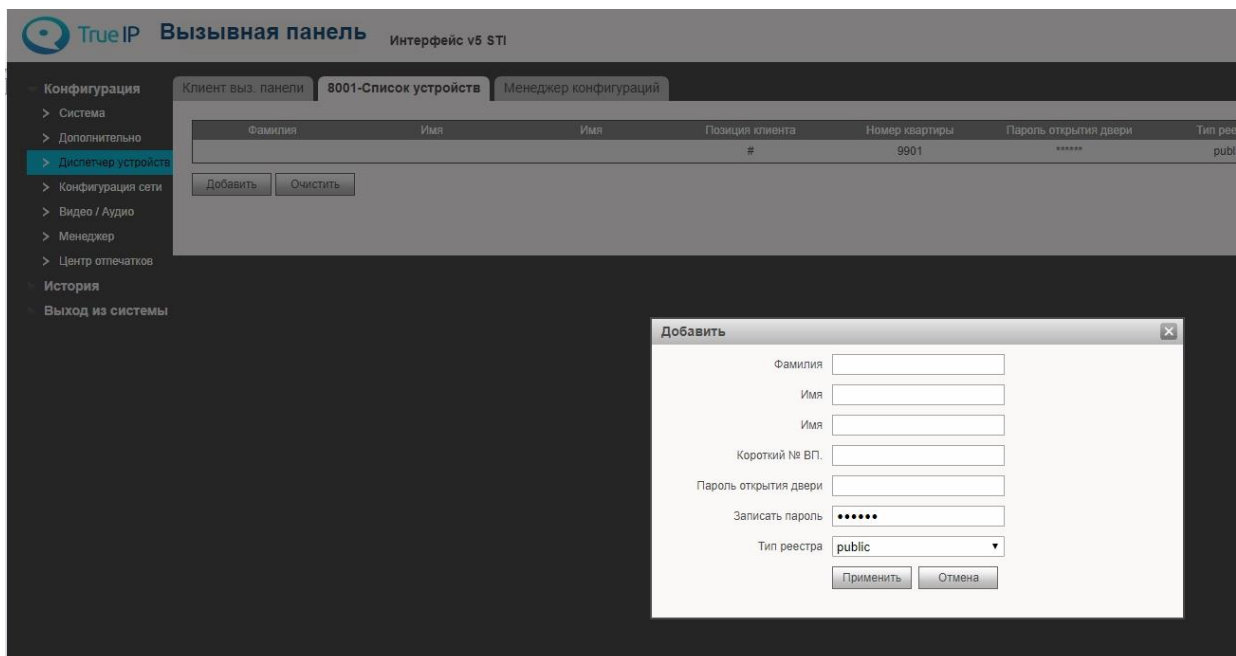 True IP Вызывная панель Интерфейс v5 STI
Конфигурация
Система
Дополнительно
Диспетчер устройств
Конфигурация сети
Видео / Аудио
Менеджер
Центр отпечатков
История
Выход из системы
Клиент выз. панели 8001-Список устройств Менеджер конфигураций
Фамилия Имя Имя Позиция клиента Номер квартиры Пароль открытия двери Тип рее
# 9901 ****** publ
Добавить Очистить
Добавить
Фамилия
Имя
Имя
Короткий № ВП.
Пароль открытия двери
Записать пароль ••••••
Тип реестра public
Применить Отмена